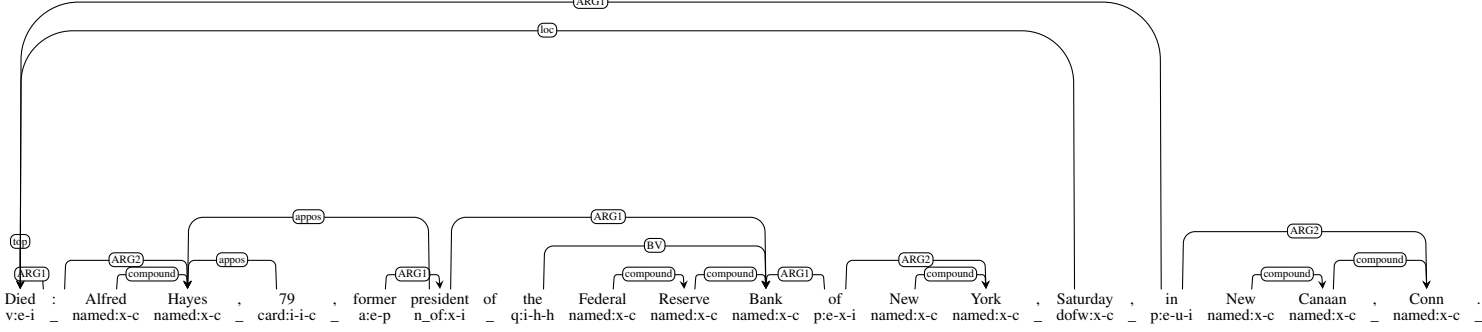 ARG1
loc
appos ARG1
top ARG2 BV
ARG1 ARG2 compound appos ARG1 compound compound ARG1 ARG2 compound compound compound
Died : Alfred Hayes , 79 , former president of the Federal Reserve Bank of New York , Saturday , in New Canaan , Conn .
v:e-i _ named:x-c named:x-c _ card:i-i-c _ a:e-p n_of:x-i _ q:i-h-h named:x-c named:x-c named:x-c p:e-x-i named:x-c named:x-c _ dofw:x-c _ p:e-u-i named:x-c named:x-c _ named:x-c _